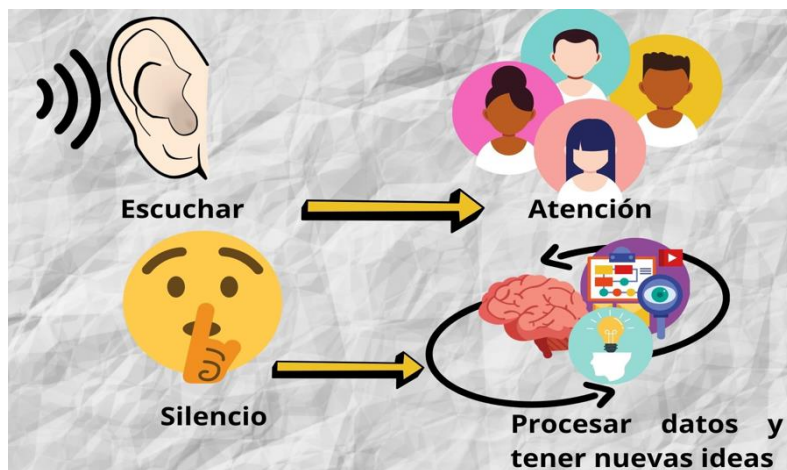 Escuchar
Atención
Silencio
Procesar datos y
tener nuevas ideas